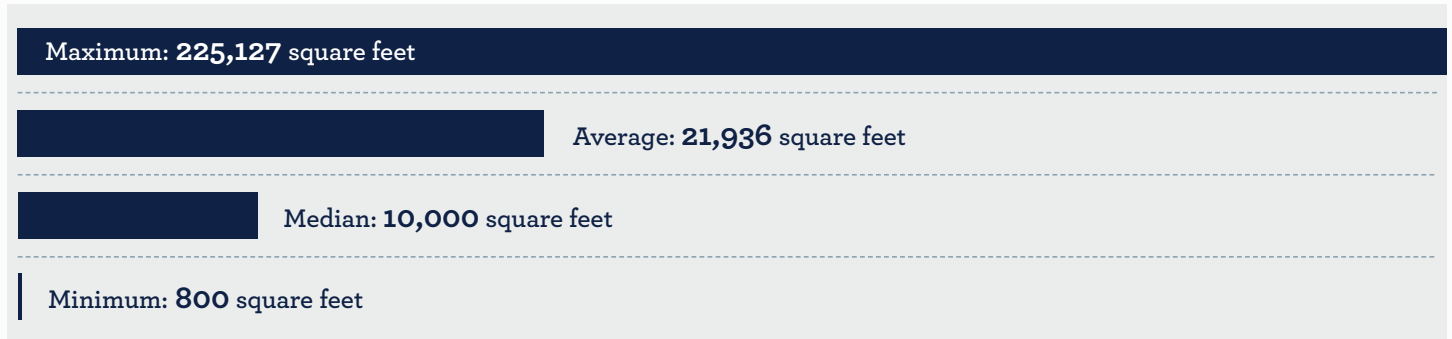 Maximum: 225,127 square feet
Average: 21,936 square feet
Median: 10,000 square feet
Minimum: 800 square feet